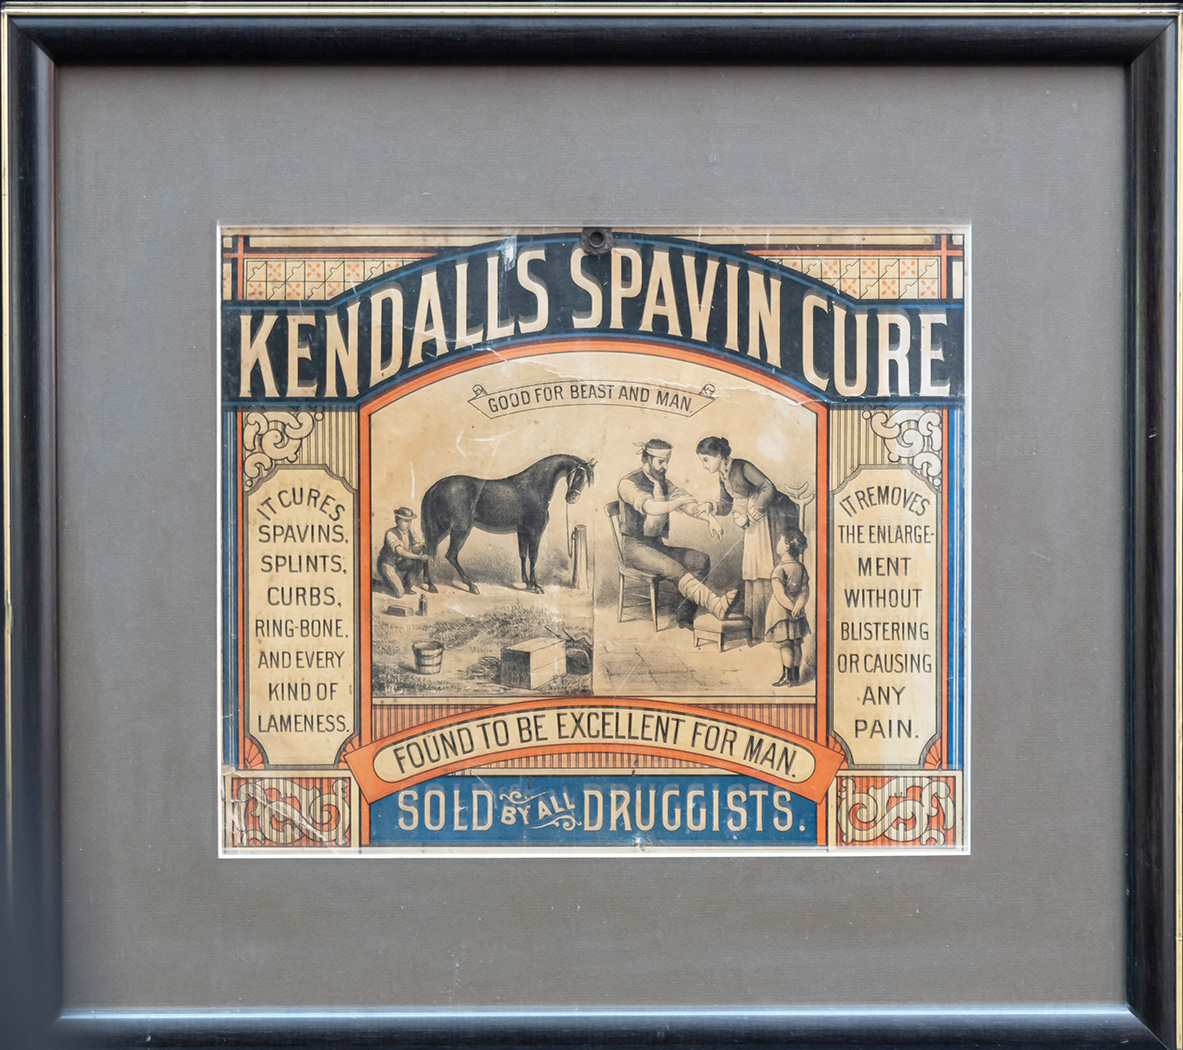 KENDALLS SPAVIN CURE
GOOD FOR BEAST AND MAN.
IT CURES
SPAVINS,
SPLINTS,
CURBS,
RING-BONE,
AND EVERY
KIND OF
LAMENESS.
IT REMOVES
THE ENLARGE-
MENT
WITHOUT
BLISTERING
OR CAUSING
ANY
PAIN.
FOUND TO BE EXCELLENT FOR MAN.
SOLD BY ALL DRUGGISTS.